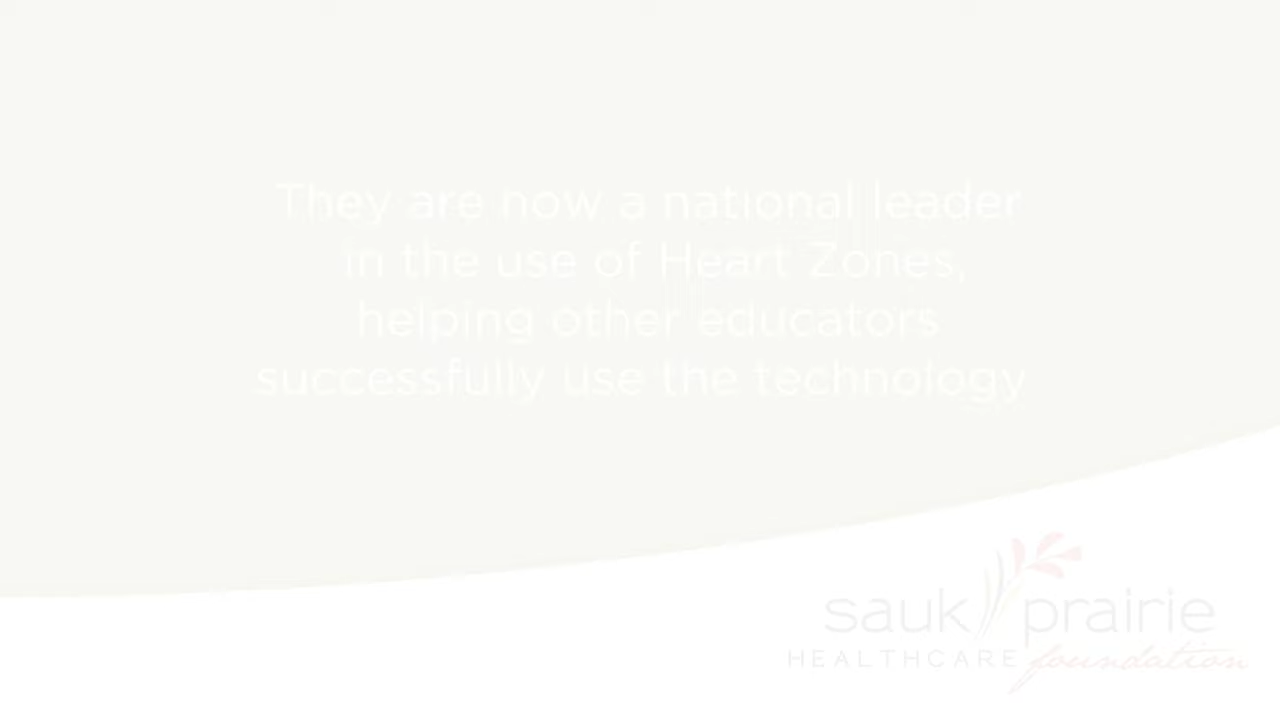 They are now a national leader
in the use of Heart Zones,
helping other educators
successfully use the technology
sauk prairie
HEALTHCARE foundation